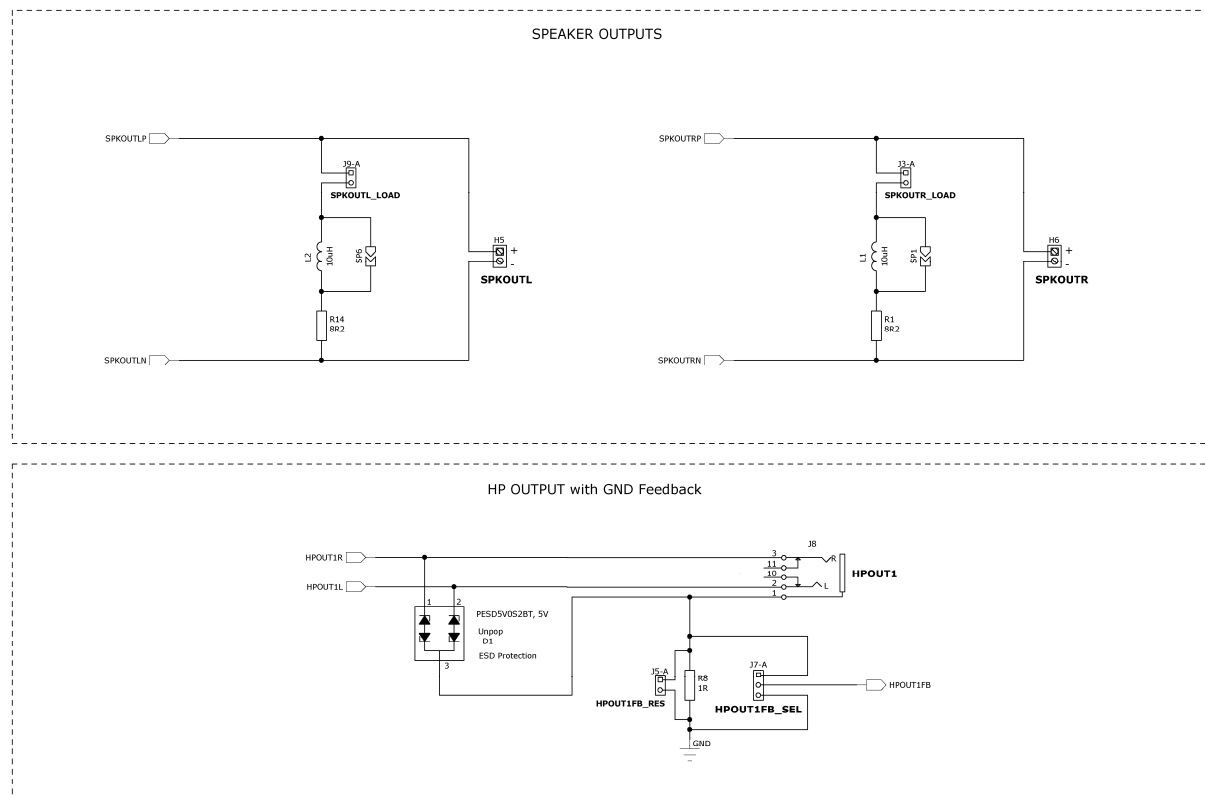 SPEAKER OUTPUTS
SPKOUTLP
J9-A
SPKOUTL_LOAD
L2
10uH
SP6
H5
+
-
SPKOUTL
R14
8R2
SPKOUTLN
SPKOUTRP
J3-A
SPKOUTR_LOAD
L1
10uH
SP1
H6
+
-
SPKOUTR
R1
8R2
SPKOUTRN
HP OUTPUT with GND Feedback
HPOUT1R
HPOUT1L
J8
3
11
10
2
1
R
L
HPOUT1
1
2
3
PESD5V0S2BT, 5V
Unpop
D1
ESD Protection
J5-A
HPOUT1FB_RES
R8
1R
J7-A
HPOUT1FB_SEL
HPOUT1FB
GND